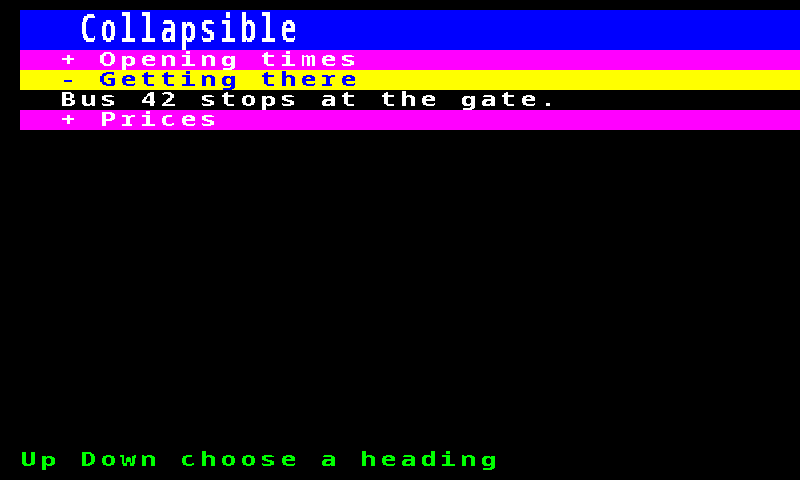 Collapsible
+ Opening times
- Getting there
Bus 42 stops at the gate.
+ Prices
Up Down choose a heading